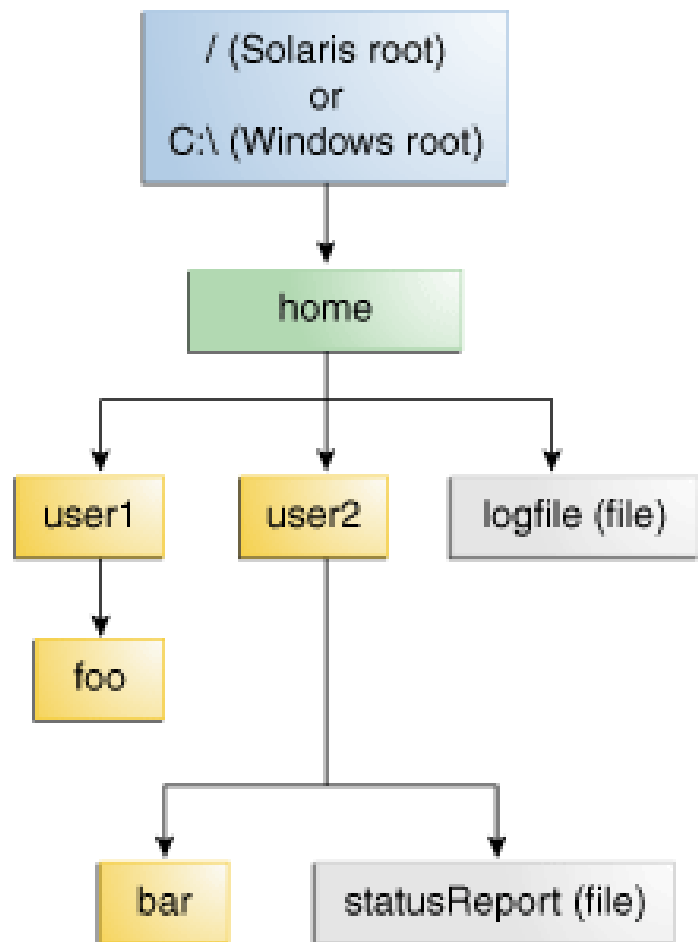 / (Solaris root)
or
C:\ (Windows root)
home
user1
user2
logfile (file)
foo
bar
statusReport (file)